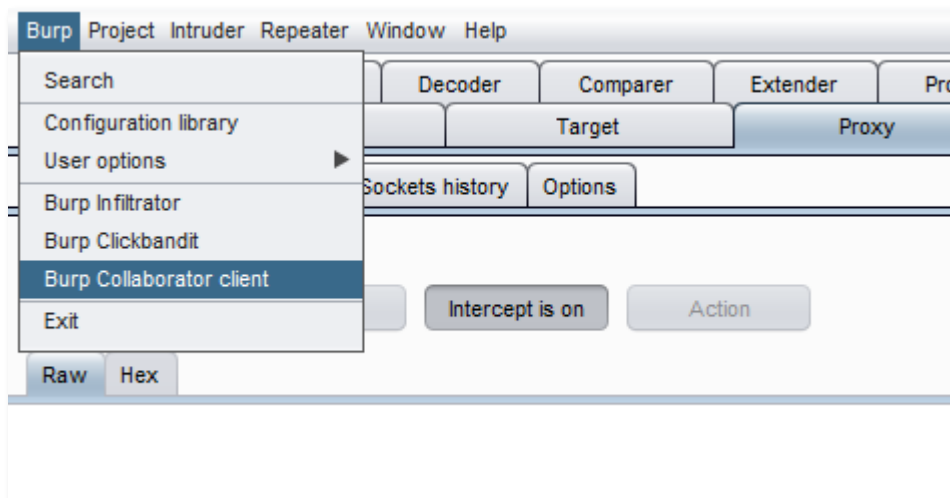 Burp Project Intruder Repeater Window Help
Search
Configuration library
User options
Burp Infiltrator
Burp Clickbandit
Burp Collaborator client
Exit
Decoder Comparer Extender Pro
Target Proxy
Sockets history Options
Intercept is on Action
Raw Hex